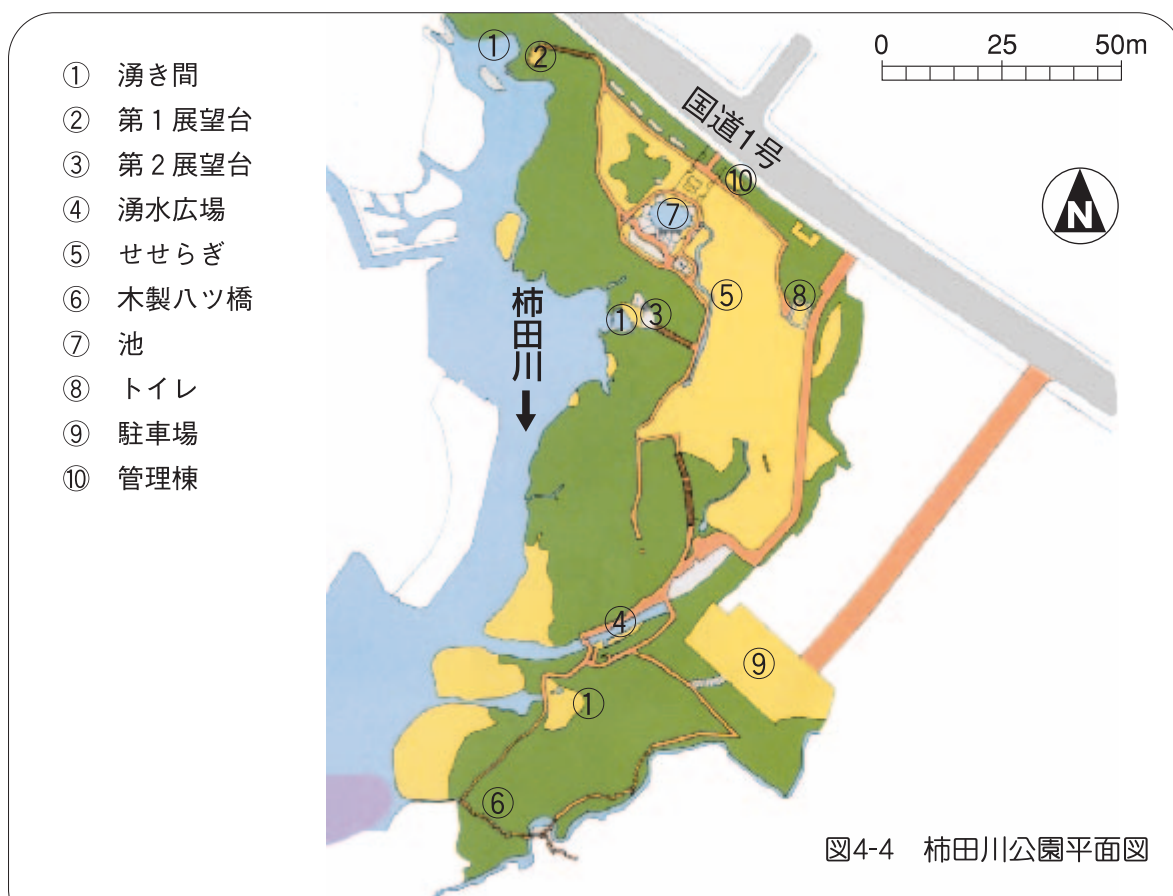 ① 湧き間
② 第1展望台
③ 第2展望台
④ 湧水広場
⑤ せせらぎ
⑥ 木製八ツ橋
⑦ 池
⑧ トイレ
⑨ 駐車場
⑩ 管理棟
0 25 50m
国道1号
N
①
②
⑩
⑦
⑤
⑧
①
③
柿田川
④
⑨
①
⑥
図4-4 柿田川公園平面図